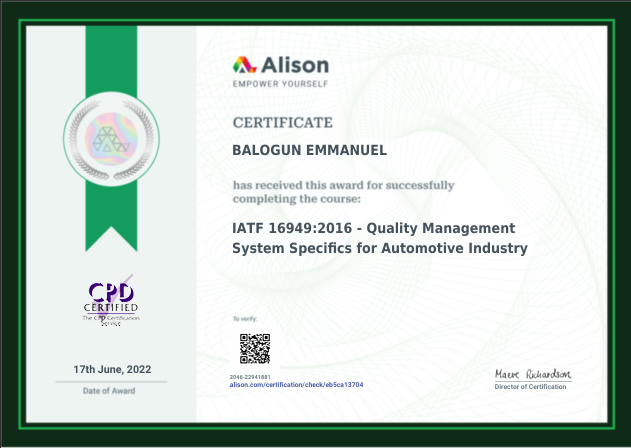 Alison
EMPOWER YOURSELF
CERTIFICATE
BALOGUN EMMANUEL
has received this award for successfully
completing the course:
IATF 16949:2016 - Quality Management
System Specifics for Automotive Industry
CPD
CERTIFIED
The CPD Certification
Service
17th June, 2022
Date of Award
To verify:
2046-22941881
alison.com/certification/check/eb5ca13704
Maeve Richardson
Director of Certification